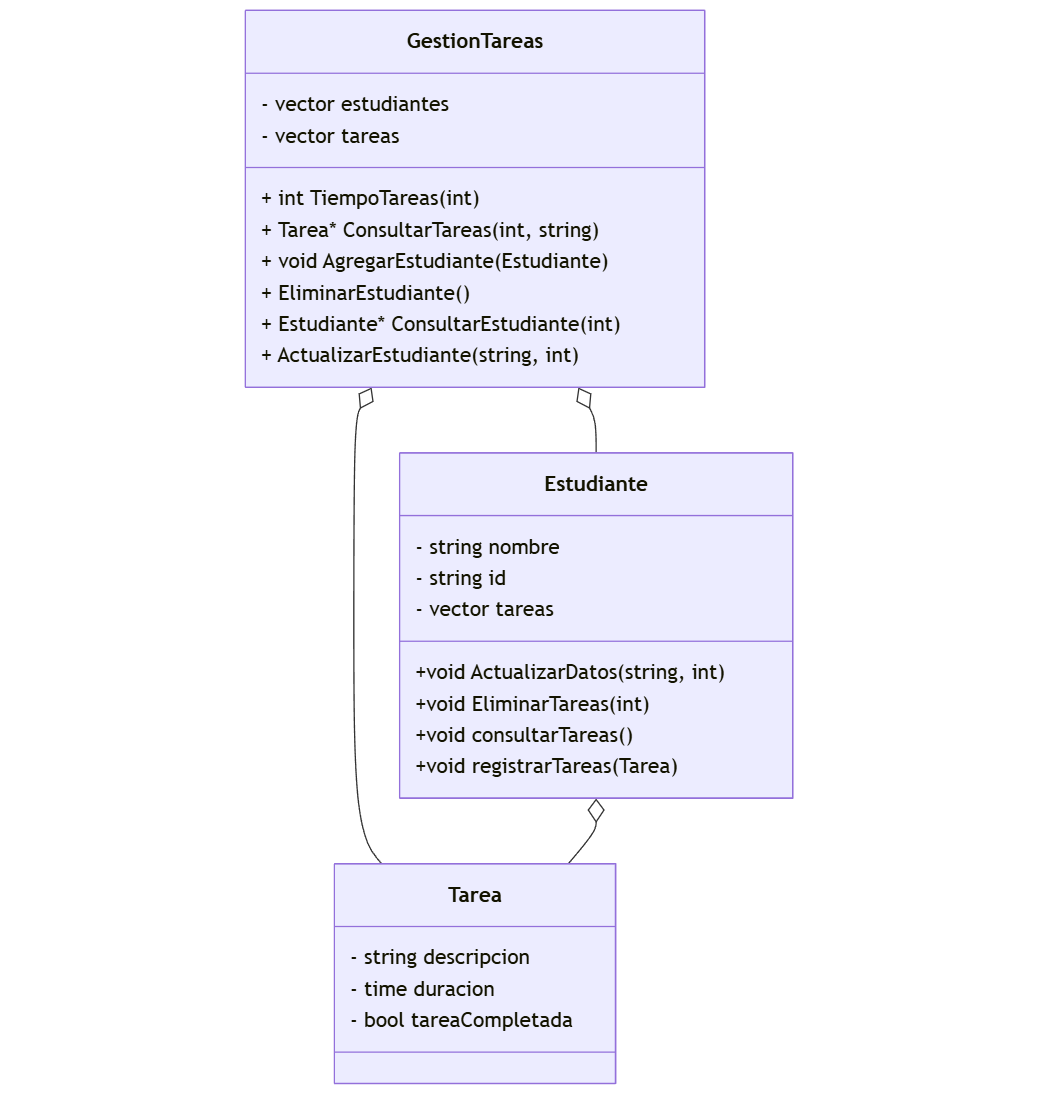 GestionTareas
- vector estudiantes
- vector tareas
+ int TiempoTareas(int)
+ Tarea* ConsultarTareas(int, string)
+ void AgregarEstudiante(Estudiante)
+ EliminarEstudiante()
+ Estudiante* ConsultarEstudiante(int)
+ ActualizarEstudiante(string, int)
Estudiante
- string nombre
- string id
- vector tareas
+void ActualizarDatos(string, int)
+void EliminarTareas(int)
+void consultarTareas()
+void registrarTareas(Tarea)
Tarea
- string descripcion
- time duracion
- bool tareaCompletada